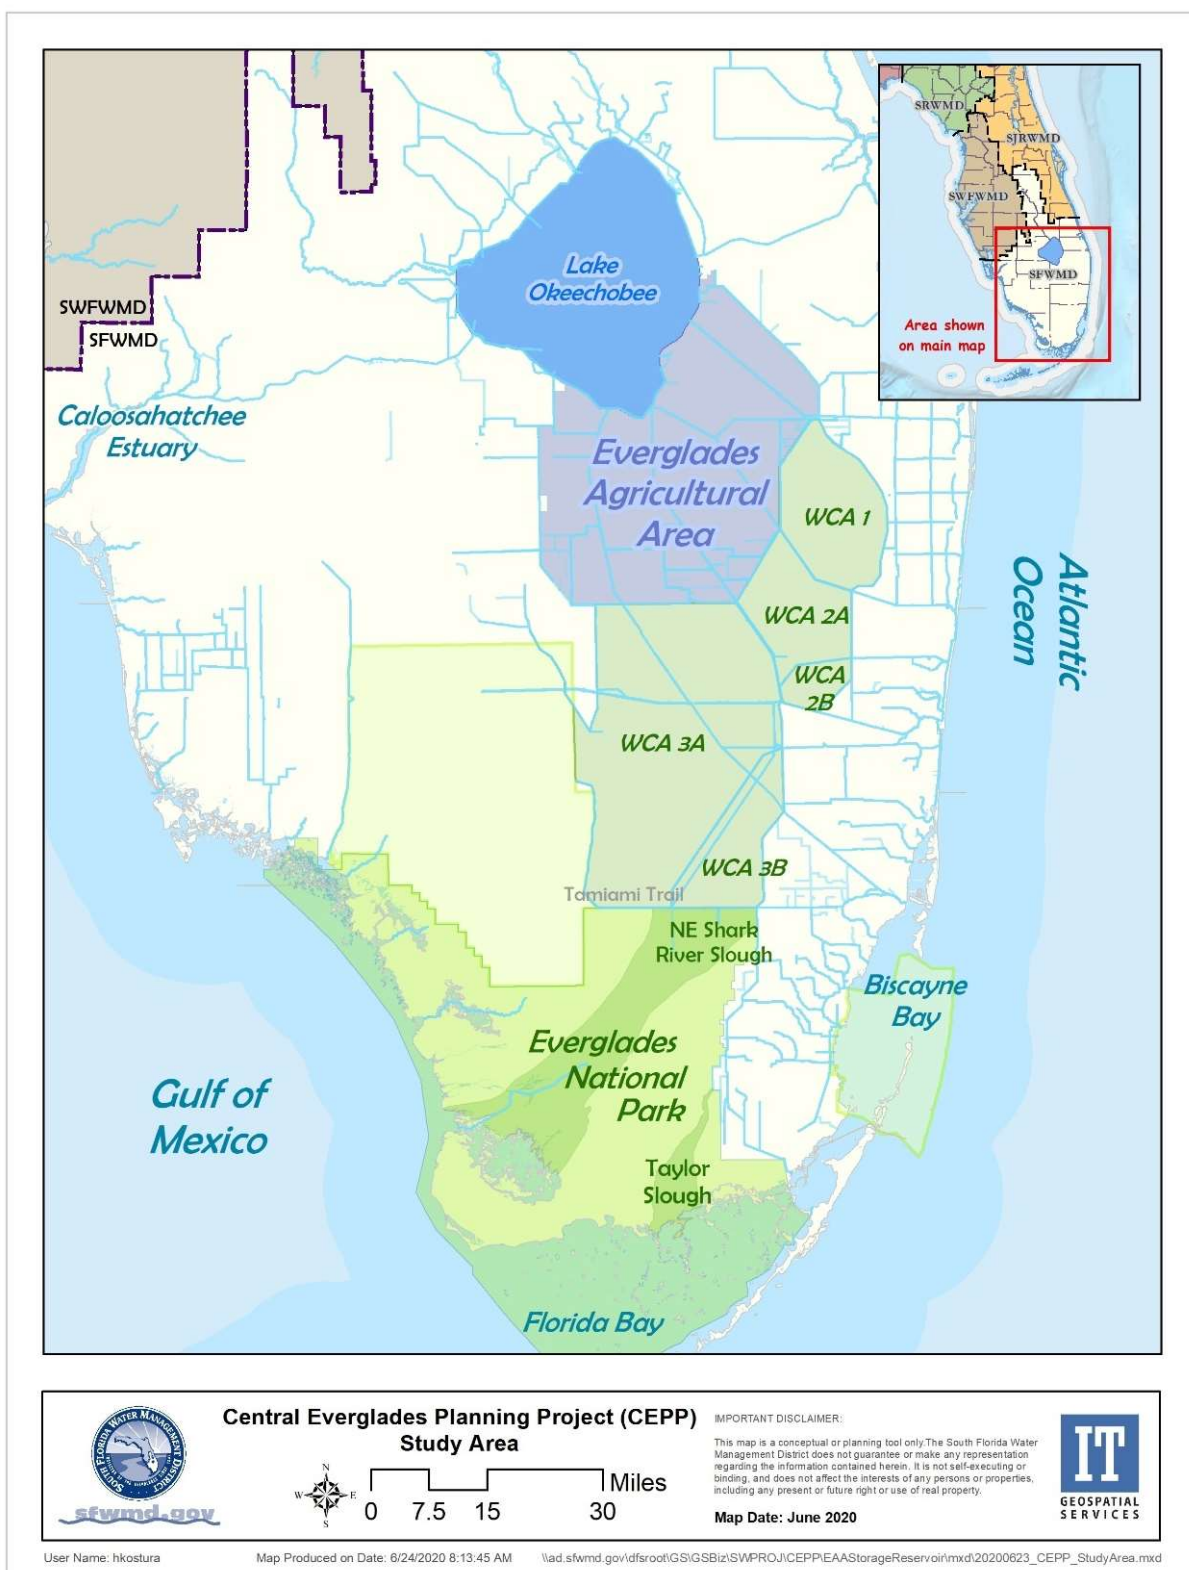 SRWMD
SJRWMD
SWFWMD
SFWMD
Area shown
on main map
Lake
Okeechobee
SWFWMD
SFWMD
Caloosahatchee
Estuary
Everglades
Agricultural
Area
WCA 1
Atlantic
Ocean
WCA 2A
WCA
2B
WCA 3A
WCA 3B
Tamiami Trail
NE Shark
River Slough
Biscayne
Bay
Everglades
National
Park
Gulf of
Mexico
Taylor
Slough
Florida Bay
SOUTH FLORIDA WATER MANAGEMENT DISTRICT
sfwmd.gov
Central Everglades Planning Project (CEPP)
Study Area
N
W E
S
0 7.5 15 30 Miles
IMPORTANT DISCLAIMER:
This map is a conceptual or planning tool only.The South Florida Water
Management District does not guarantee or make any representation
regarding the information contained herein. It is not self-executing or
binding, and does not affect the interests of any persons or properties,
including any present or future right or use of real property.
Map Date: June 2020
IT
GEOSPATIAL
SERVICES
User Name: hkostura
Map Produced on Date: 6/24/2020 8:13:45 AM
\\ad.sfwmd.gov\dfsroot\GS\GSBiz\SWPROJ\CEPP\EAAStorageReservoir\mxd\20200623_CEPP_StudyArea.mxd